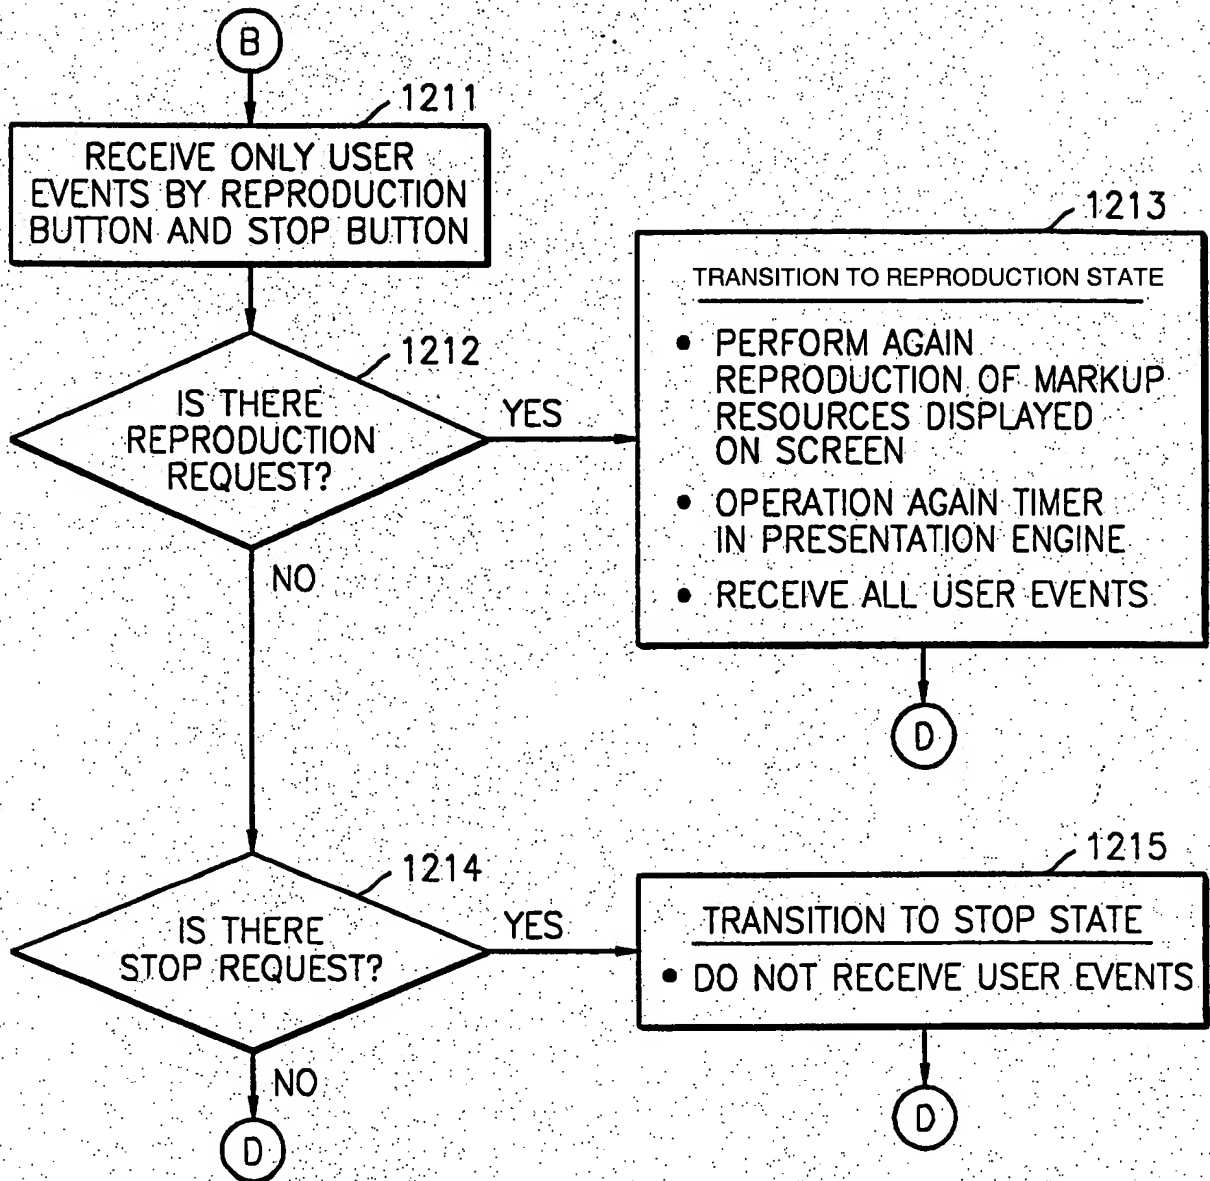 B
1211
RECEIVE ONLY USER
EVENTS BY REPRODUCTION
BUTTON AND STOP BUTTON
1212
IS THERE
REPRODUCTION
REQUEST?
YES
NO
1213
TRANSITION TO REPRODUCTION STATE
• PERFORM AGAIN
REPRODUCTION OF MARKUP
RESOURCES DISPLAYED
ON SCREEN
• OPERATION AGAIN TIMER
IN PRESENTATION ENGINE
• RECEIVE ALL USER EVENTS
D
1214
IS THERE
STOP REQUEST?
YES
NO
D
1215
TRANSITION TO STOP STATE
• DO NOT RECEIVE USER EVENTS
D